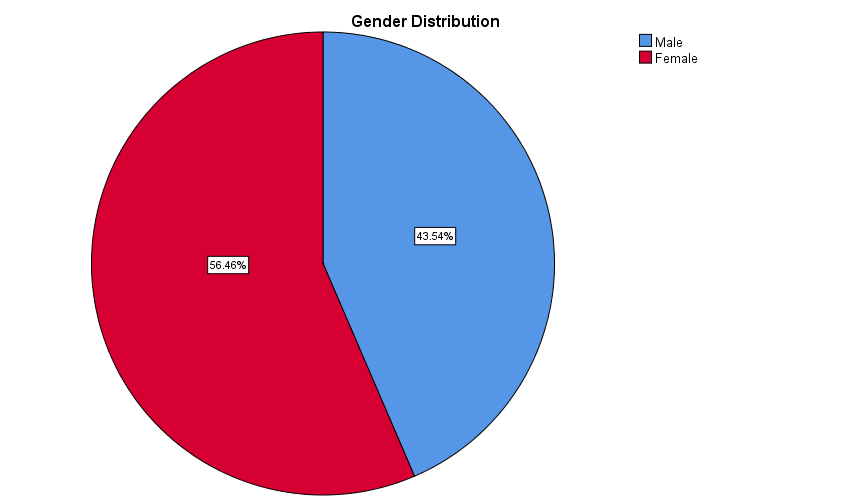 Gender Distribution
Male
Female
43.54%
56.46%